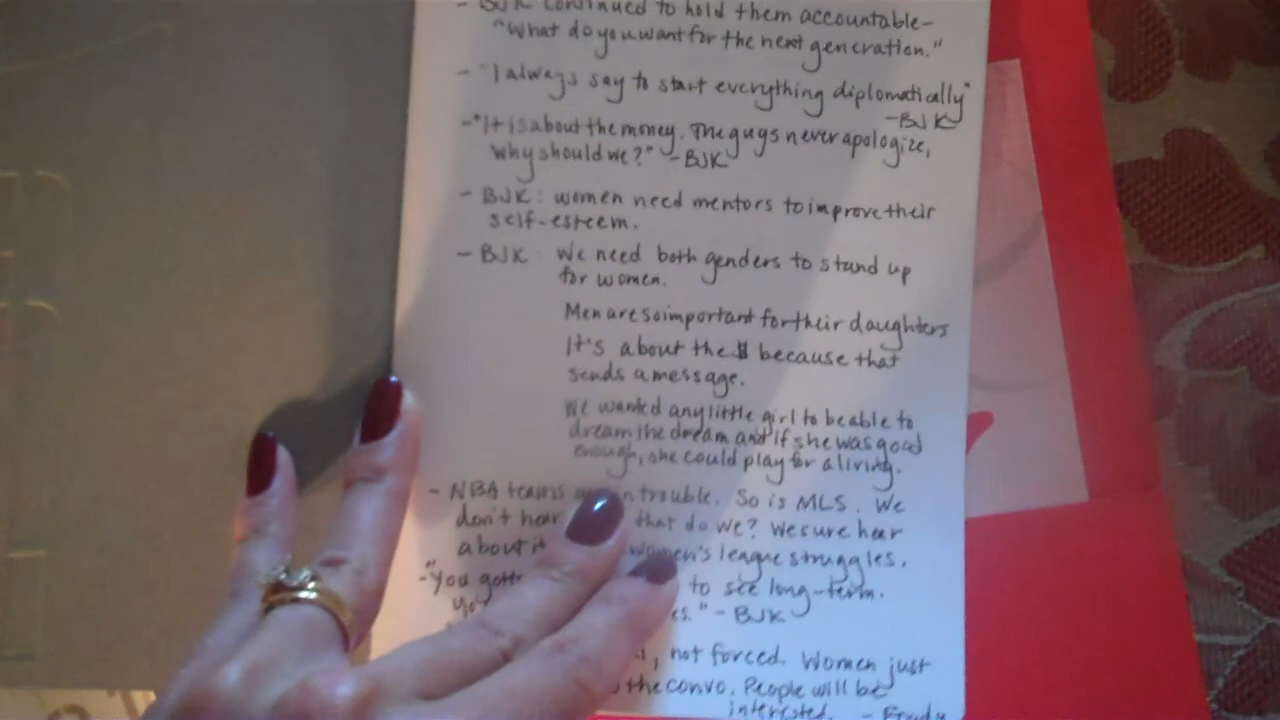 - BJK continued to hold them accountable-
"What do you want for the next generation."
- "I always say to start everything diplomatically"
-BJK
-"It is about the money. The guys never apologize,
why should we?" -BJK
- BJK: women need mentors to improve their
self-esteem.
- BJK We need both genders to stand up
for women.
Men are so important for their daughters
It's about the $ because that
sends a message.
We wanted any little girl to be able to
dream the dream and if she was good
enough, she could play for a living.
- NBA teams in trouble. So is MLS. We
don't hear that do we? We sure hear
about it women's league struggles.
-"You gotta to see long-term.
" - BJK
, not forced. Women just
the convo. People will be
interested. - Foudy